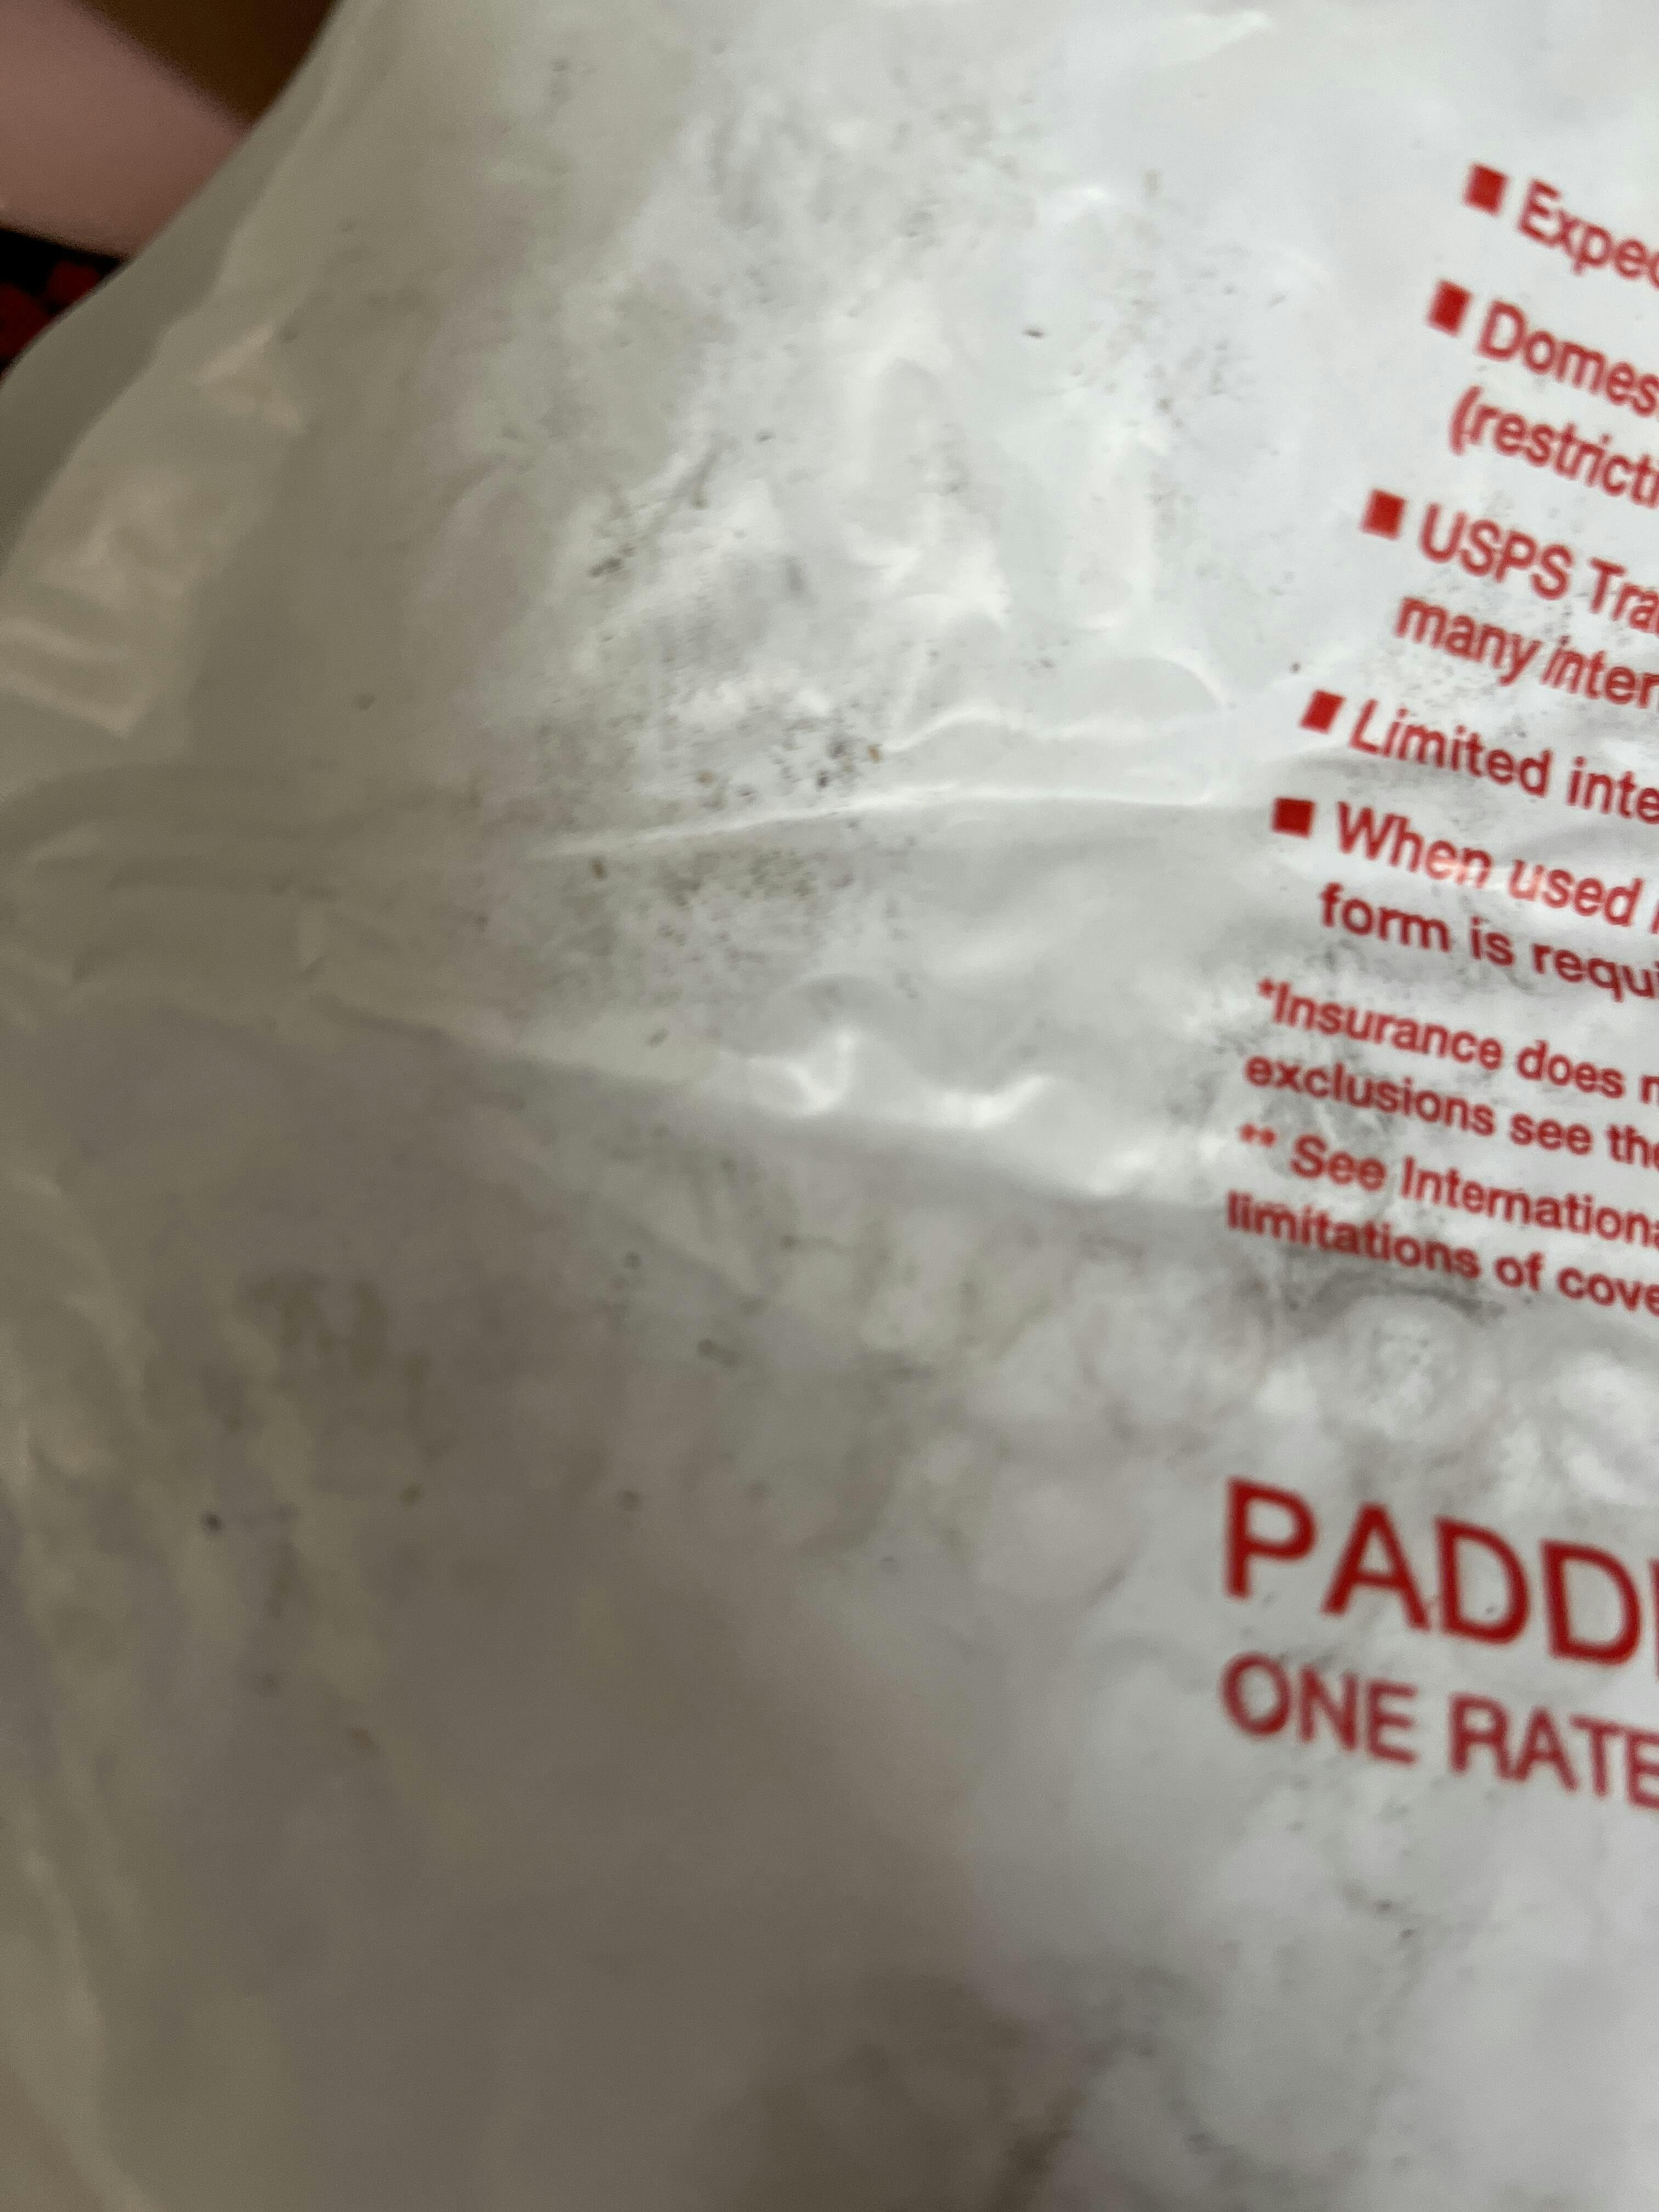 ■ Expec
■ Domes
(restricti
■ USPS Tra
many inter
■ Limited inte
■ When used
form is requi
*Insurance does n
exclusions see the
** See Internationa
limitations of cove
PADD
ONE RATE